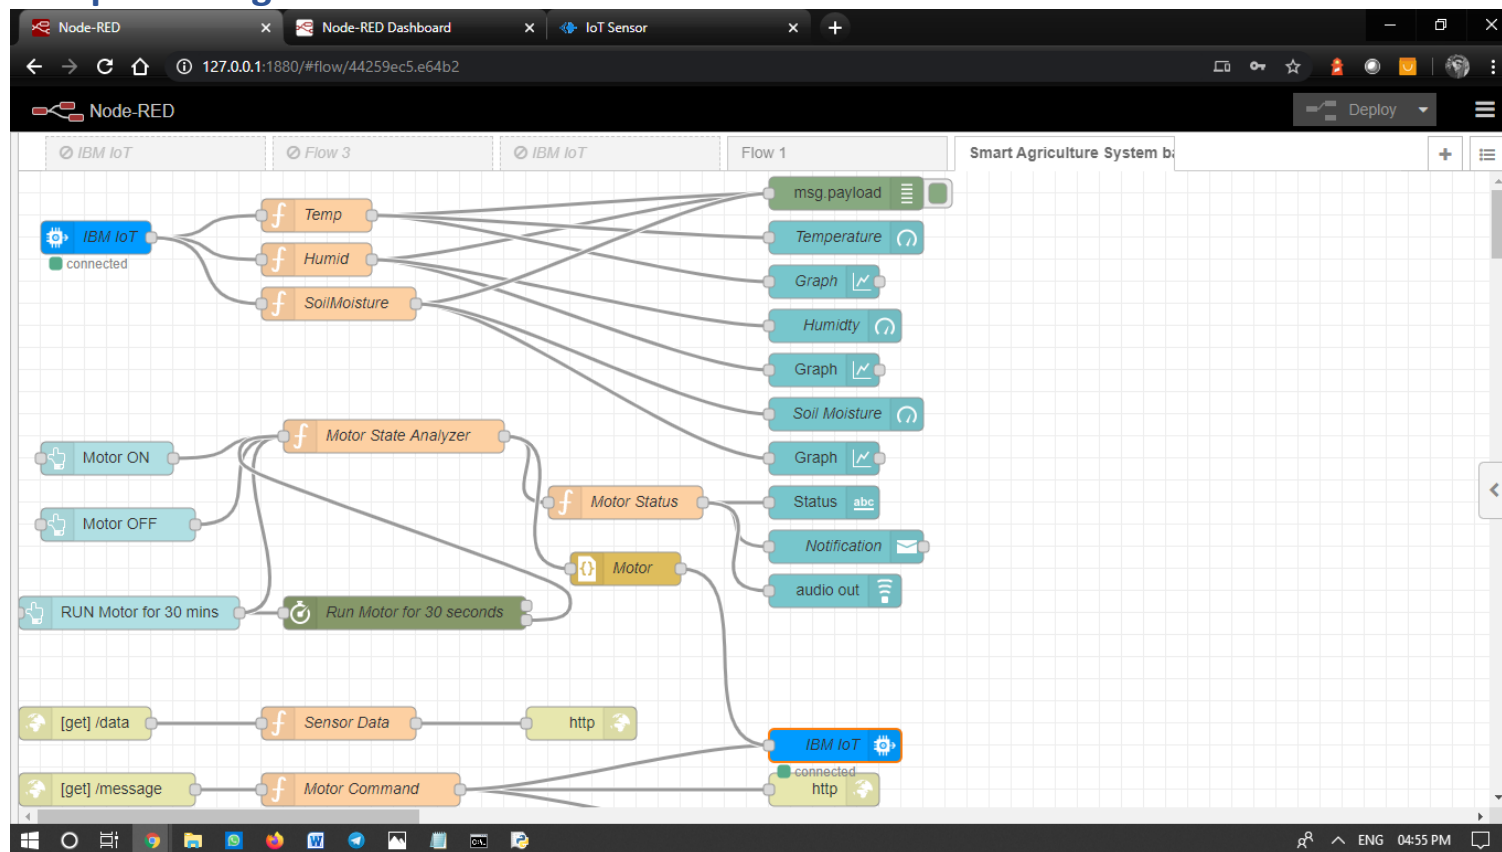 Node-RED
Node-RED Dashboard
IoT Sensor
127.0.0.1:1880/#flow/44259ec5.e64b2
Node-RED
Deploy
IBM IoT
Flow 3
IBM IoT
Flow 1
Smart Agriculture System
msg.payload
Temp
IBM IoT
Temperature
connected
Humid
Graph
SoilMoisture
Humidty
Graph
Soil Moisture
Motor State Analyzer
Motor ON
Graph
Motor Status
Status
abc
Motor OFF
Notification
Motor
audio out
RUN Motor for 30 mins
Run Motor for 30 seconds
[get] /data
Sensor Data
http
IBM IoT
connected
[get] /message
Motor Command
http
ENG
04:55 PM